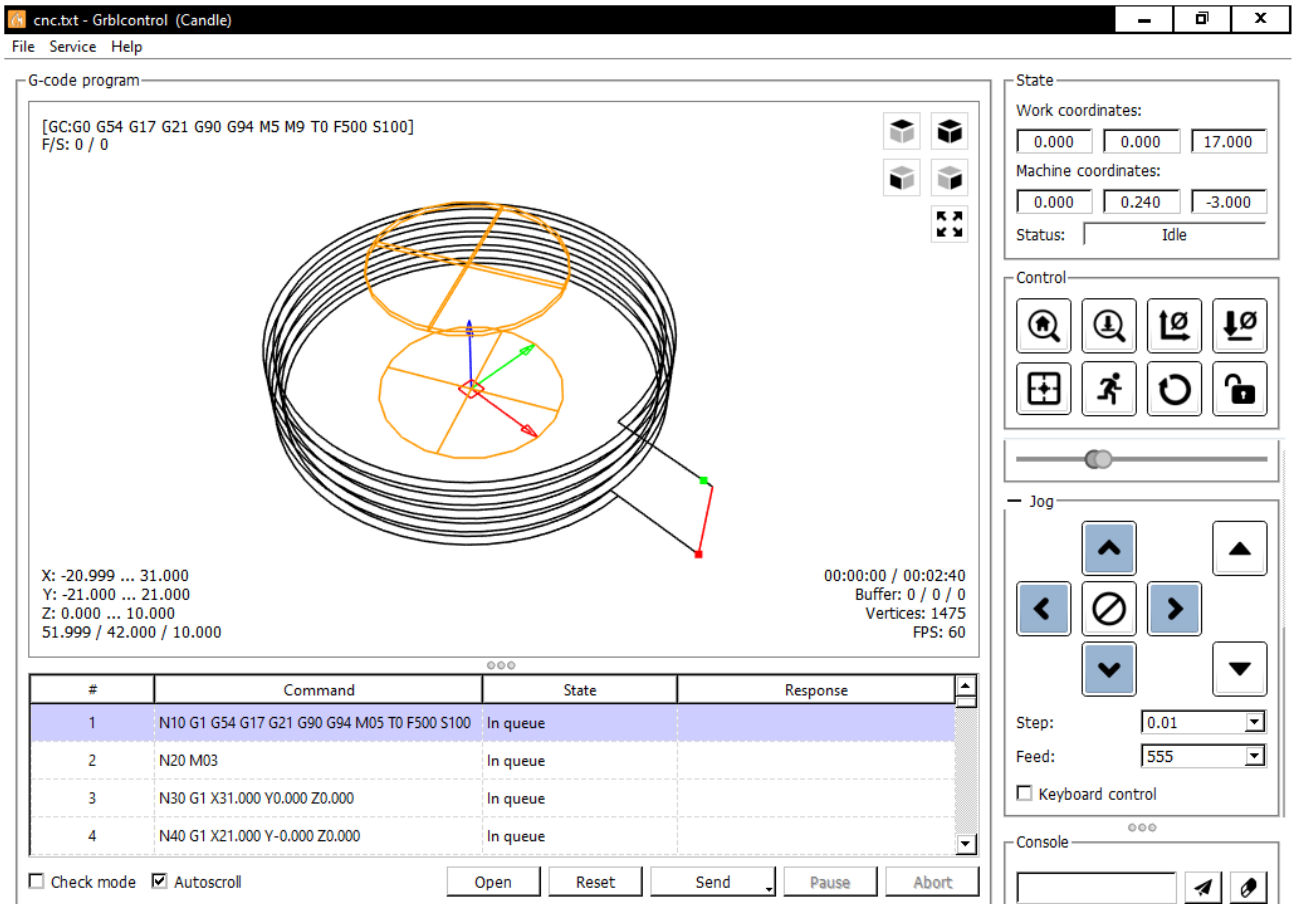 cnc.txt - Grblcontrol (Candle)
File Service Help
G-code program
[GC:G0 G54 G17 G21 G90 G94 M5 M9 T0 F500 S100]
F/S: 0 / 0
X: -20.999 ... 31.000
Y: -21.000 ... 21.000
Z: 0.000 ... 10.000
51.999 / 42.000 / 10.000
00:00:00 / 00:02:40
Buffer: 0 / 0 / 0
Vertices: 1475
FPS: 60
# Command State Response
1 N10 G1 G54 G17 G21 G90 G94 M05 T0 F500 S100 In queue
2 N20 M03 In queue
3 N30 G1 X31.000 Y0.000 Z0.000 In queue
4 N40 G1 X21.000 Y-0.000 Z0.000 In queue
Check mode Autoscroll Open Reset Send Pause Abort
State
Work coordinates:
0.000 0.000 17.000
Machine coordinates:
0.000 0.240 -3.000
Status: Idle
Control
Jog
Step: 0.01
Feed: 555
Keyboard control
Console